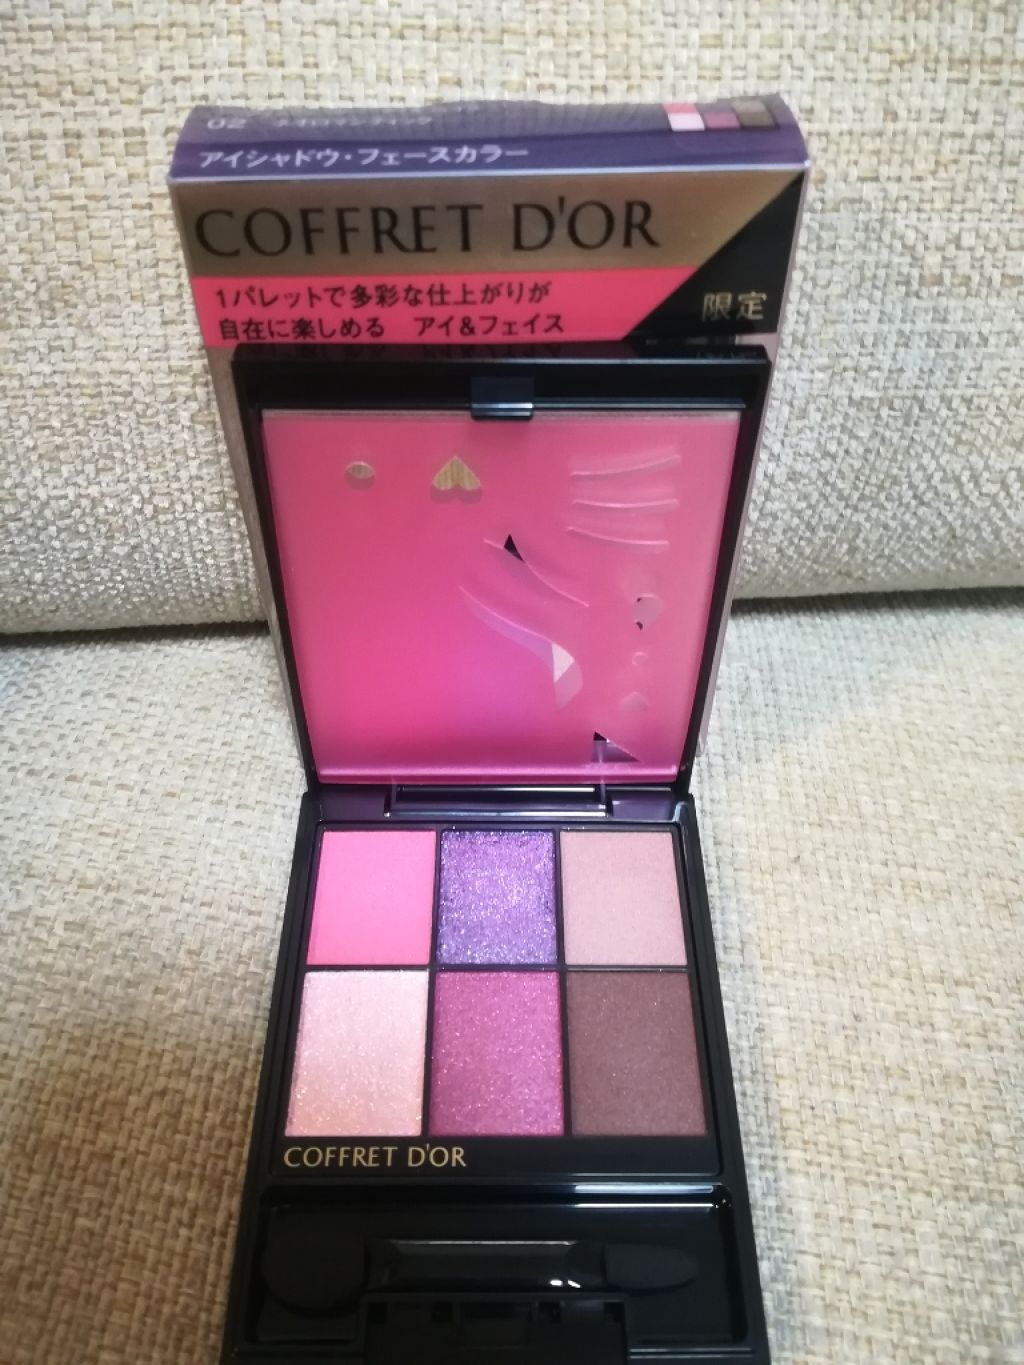 02
アイシャドウ・フェースカラー
COFFRET D'OR
1パレットで多彩な仕上がりが
自在に楽しめる アイ&フェイス
限定
COFFRET D'OR